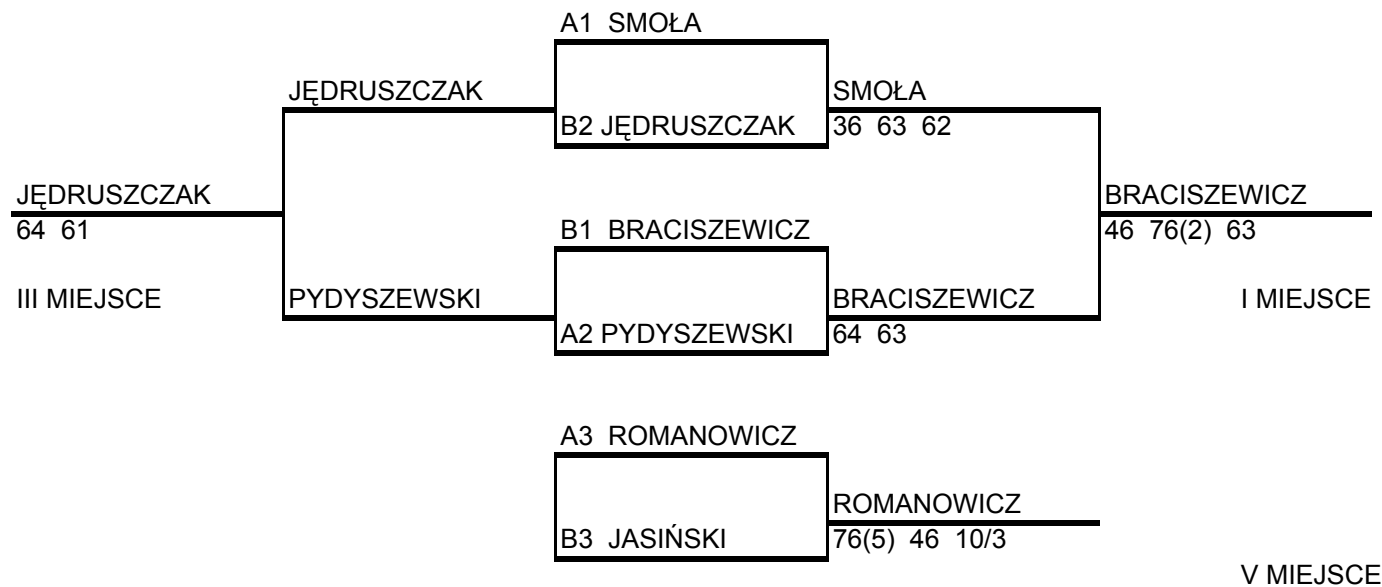 A1 SMOŁA
JĘDRUSZCZAK
SMOŁA
B2 JĘDRUSZCZAK
36 63 62
JĘDRUSZCZAK
BRACISZEWICZ
64 61
B1 BRACISZEWICZ
46 76(2) 63
III MIEJSCE
PYDYSZEWSKI
BRACISZEWICZ
I MIEJSCE
A2 PYDYSZEWSKI
64 63
A3 ROMANOWICZ
ROMANOWICZ
B3 JASIŃSKI
76(5) 46 10/3
V MIEJSCE